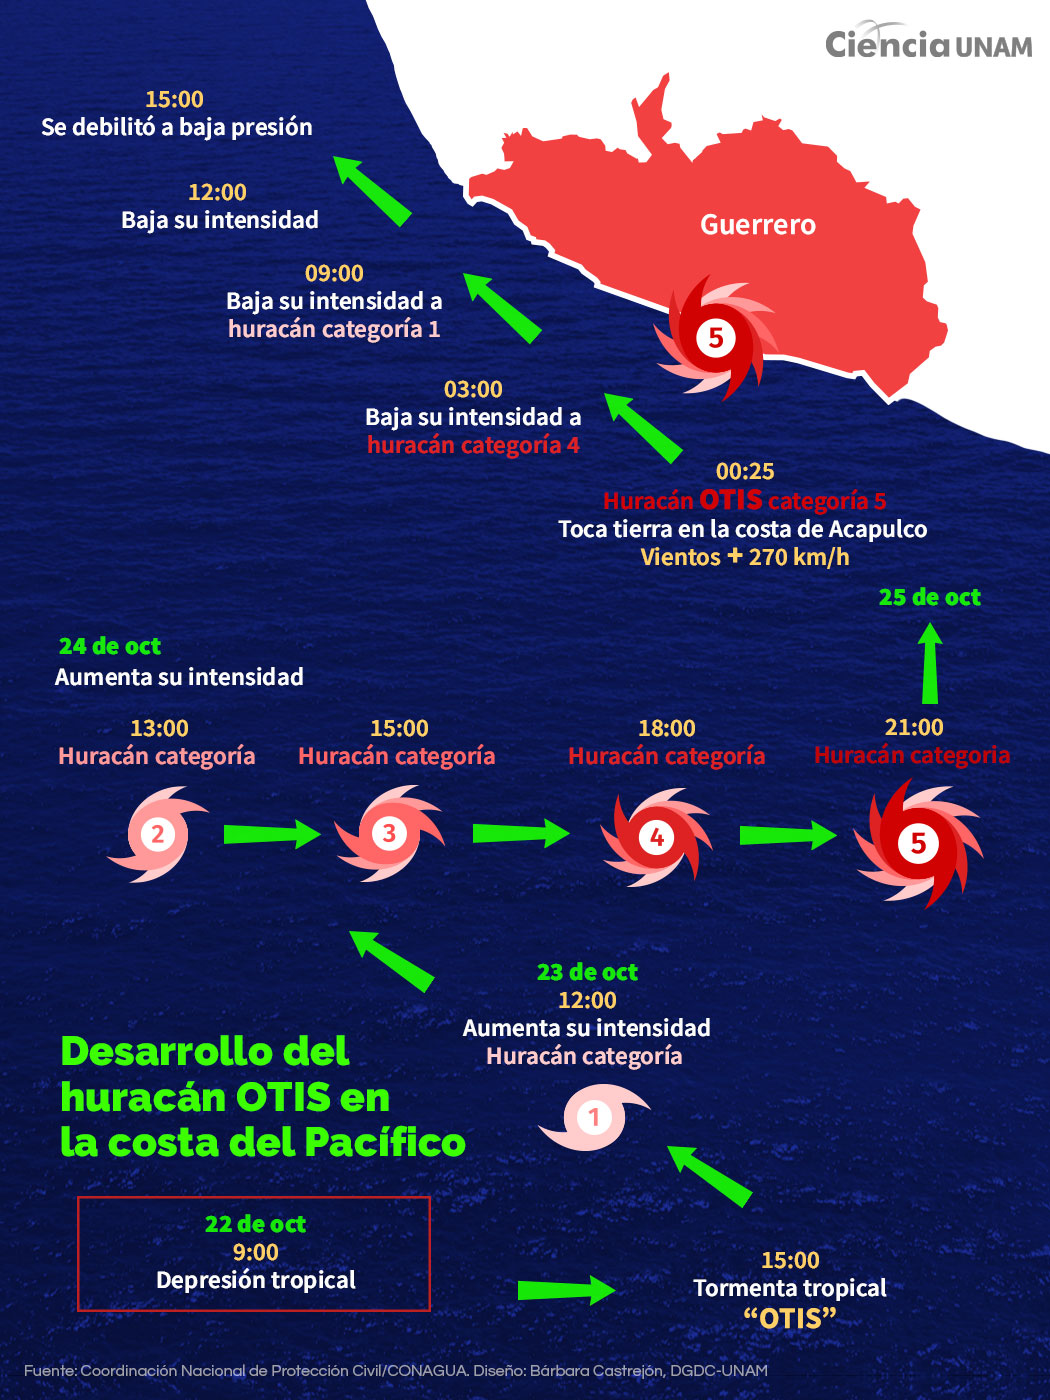 Ciencia UNAM
15:00
Se debilitó a baja presión
12:00
Baja su intensidad
Guerrero
09:00
Baja su intensidad a
huracán categoría 1
5
03:00
Baja su intensidad a
huracán categoría 4
00:25
Huracán OTIS categoría 5
Toca tierra en la costa de Acapulco
Vientos + 270 km/h
25 de oct
24 de oct
Aumenta su intensidad
13:00
Huracán categoría
2
15:00
Huracán categoría
3
18:00
Huracán categoría
4
21:00
Huracán categoria
5
23 de oct
12:00
Aumenta su intensidad
Huracán categoría
1
Desarrollo del
huracán OTIS en
la costa del Pacífico
22 de oct
9:00
Depresión tropical
15:00
Tormenta tropical
“OTIS”
Fuente: Coordinación Nacional de Protección Civil/CONAGUA. Diseño: Bárbara Castrejón, DGDC-UNAM